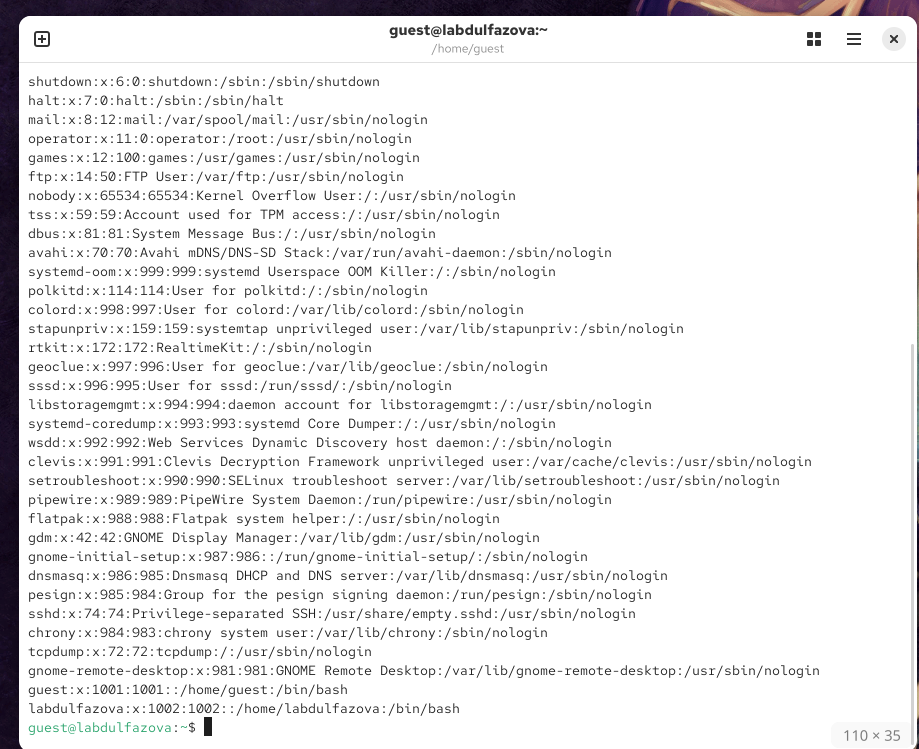 guest@labdulfazova:~
/home/guest
shutdown:x:6:0:shutdown:/sbin:/sbin/shutdown
halt:x:7:0:halt:/sbin:/sbin/halt
mail:x:8:12:mail:/var/spool/mail:/usr/sbin/nologin
operator:x:11:0:operator:/root:/usr/sbin/nologin
games:x:12:100:games:/usr/games:/usr/sbin/nologin
ftp:x:14:50:FTP User:/var/ftp:/usr/sbin/nologin
nobody:x:65534:65534:Kernel Overflow User:/:/usr/sbin/nologin
tss:x:59:59:Account used for TPM access:/:/usr/sbin/nologin
dbus:x:81:81:System Message Bus:/:/usr/sbin/nologin
avahi:x:70:70:Avahi mDNS/DNS-SD Stack:/var/run/avahi-daemon:/sbin/nologin
systemd-oom:x:999:999:systemd Userspace OOM Killer:/:/sbin/nologin
polkitd:x:114:114:User for polkitd:/:/sbin/nologin
colord:x:998:997:User for colord:/var/lib/colord:/sbin/nologin
stapunpriv:x:159:159:systemtap unprivileged user:/var/lib/stapunpriv:/sbin/nologin
rtkit:x:172:172:RealtimeKit:/:/sbin/nologin
geoclue:x:997:996:User for geoclue:/var/lib/geoclue:/sbin/nologin
sssd:x:996:995:User for sssd:/run/sssd/:/sbin/nologin
libstoragemgmt:x:994:994:daemon account for libstoragemgmt:/:/usr/sbin/nologin
systemd-coredump:x:993:993:systemd Core Dumper:/:/usr/sbin/nologin
wsdd:x:992:992:Web Services Dynamic Discovery host daemon:/:/sbin/nologin
clevis:x:991:991:Clevis Decryption Framework unprivileged user:/var/cache/clevis:/usr/sbin/nologin
setroubleshoot:x:990:990:SELinux troubleshoot server:/var/lib/setroubleshoot:/usr/sbin/nologin
pipewire:x:989:989:PipeWire System Daemon:/run/pipewire:/usr/sbin/nologin
flatpak:x:988:988:Flatpak system helper:/:/usr/sbin/nologin
gdm:x:42:42:GNOME Display Manager:/var/lib/gdm:/usr/sbin/nologin
gnome-initial-setup:x:987:986::/run/gnome-initial-setup/:/sbin/nologin
dnsmasq:x:986:985:Dnsmasq DHCP and DNS server:/var/lib/dnsmasq:/usr/sbin/nologin
pesign:x:985:984:Group for the pesign signing daemon:/run/pesign:/sbin/nologin
sshd:x:74:74:Privilege-separated SSH:/usr/share/empty.sshd:/usr/sbin/nologin
chrony:x:984:983:chrony system user:/var/lib/chrony:/sbin/nologin
tcpdump:x:72:72:tcpdump:/:/usr/sbin/nologin
gnome-remote-desktop:x:981:981:GNOME Remote Desktop:/var/lib/gnome-remote-desktop:/usr/sbin/nologin
guest:x:1001:1001::/home/guest:/bin/bash
labdulfazova:x:1002:1002::/home/labdulfazova:/bin/bash
guest@labdulfazova:~$
110 × 35